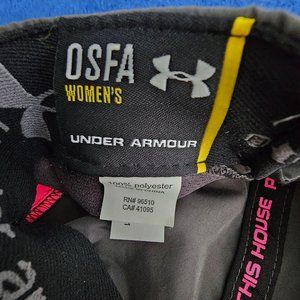 OSFA
WOMEN'S
UNDER ARMOUR
100% polyester
RN# 96510
CA# 41095
THIS HOUSE P